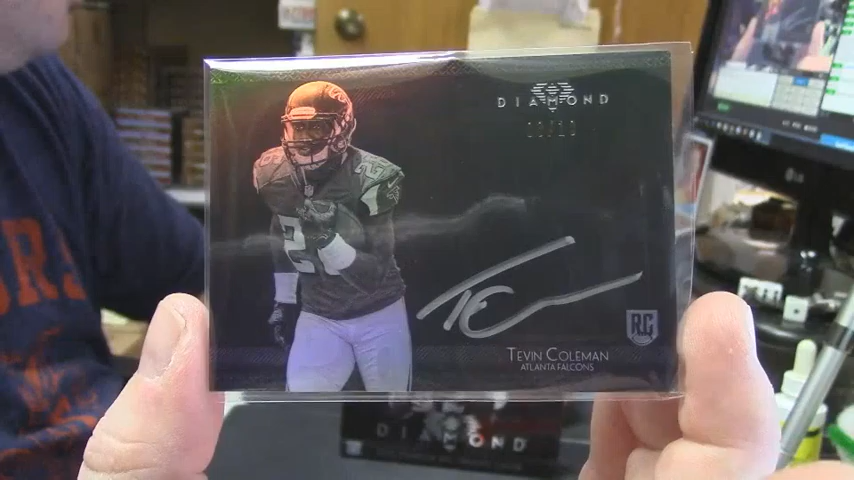 DIAMOND
RC
TEVIN COLEMAN
ATLANTA FALCONS
DIAMOND